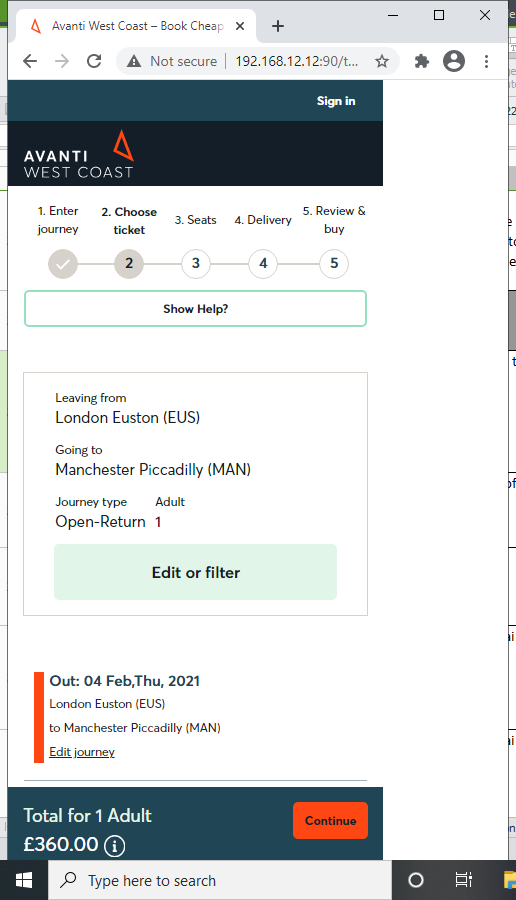 Avanti West Coast – Book Cheap
Not secure | 192.168.12.12:90/t...
Sign in
AVANTI
WEST COAST
1. Enter journey
2. Choose ticket
3. Seats
4. Delivery
5. Review & buy
2 3 4 5
Show Help?
Leaving from
London Euston (EUS)
Going to
Manchester Piccadilly (MAN)
Journey type Adult
Open-Return 1
Edit or filter
Out: 04 Feb,Thu, 2021
London Euston (EUS)
to Manchester Piccadilly (MAN)
Edit journey
Total for 1 Adult
£360.00
Continue
Type here to search